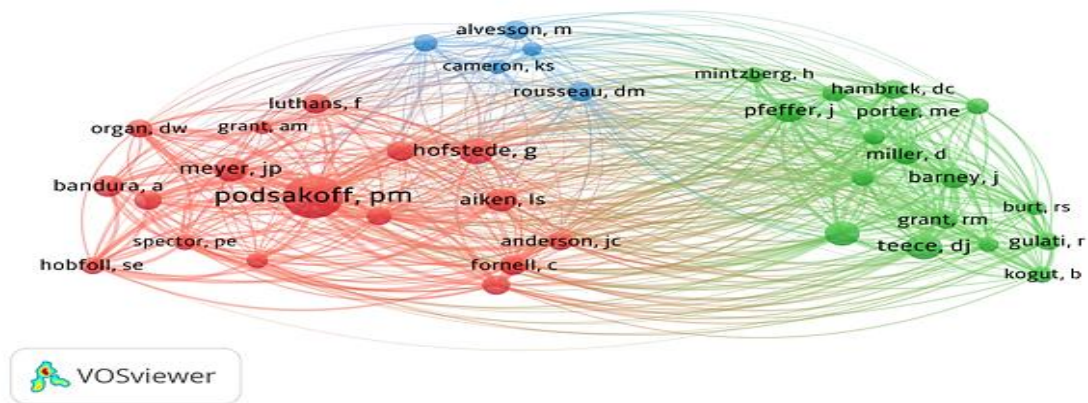 alvesson, m
cameron, ks
rousseau, dm
mintzberg, h
hambrick, dc
pfeffer, j
porter, me
miller, d
barney, j
burt, rs
grant, rm
teece, dj
gulati, r
kogut, b
luthans, f
organ, dw
grant, am
hofstede, g
meyer, jp
bandura, a
podsakoff, pm
aiken, ls
spector, pe
anderson, jc
hobfoll, se
fornell, c
VOSviewer